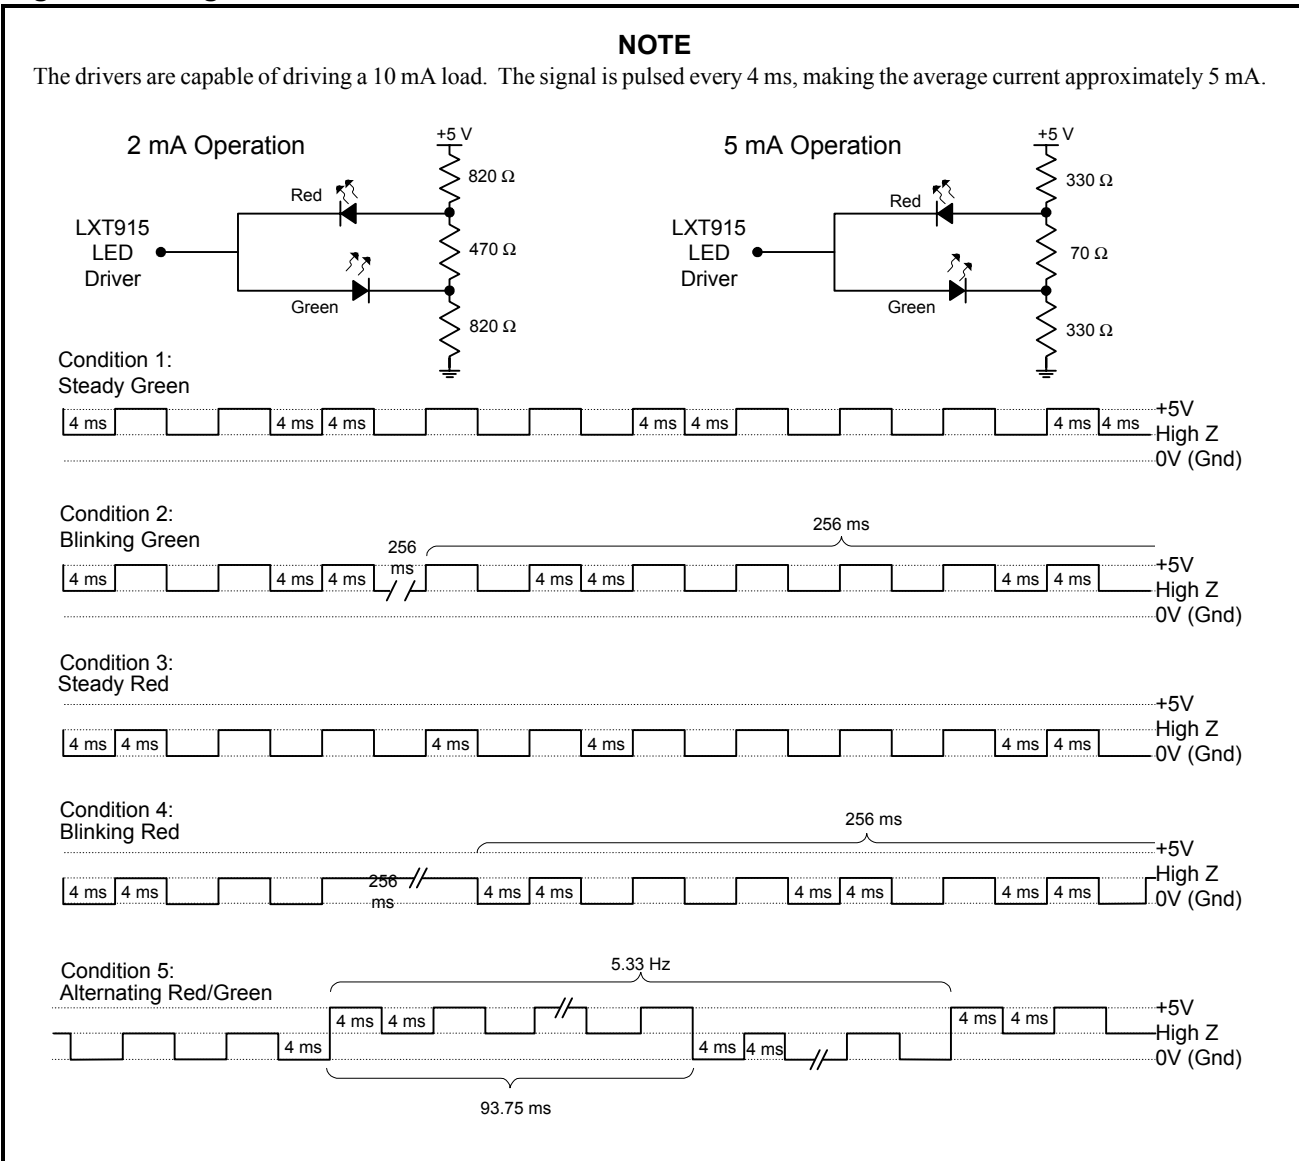 NOTE
The drivers are capable of driving a 10 mA load. The signal is pulsed every 4 ms, making the average current approximately 5 mA.
2 mA Operation
+5 V
820 Ω
Red
LXT915
LED
Driver
470 Ω
Green
820 Ω
5 mA Operation
+5 V
330 Ω
Red
LXT915
LED
Driver
70 Ω
Green
330 Ω
Condition 1:
Steady Green
4 ms 4 ms 4 ms 4 ms 4 ms 4 ms 4 ms
+5V
High Z
0V (Gnd)
Condition 2:
Blinking Green
256 ms
256
ms
4 ms 4 ms 4 ms 4 ms 4 ms 4 ms 4 ms
+5V
High Z
0V (Gnd)
Condition 3:
Steady Red
+5V
High Z
4 ms 4 ms 4 ms 4 ms 4 ms 4 ms
0V (Gnd)
Condition 4:
Blinking Red
256 ms
+5V
High Z
256
ms
4 ms 4 ms 4 ms 4 ms 4 ms 4 ms 4 ms 4 ms
0V (Gnd)
Condition 5:
Alternating Red/Green
5.33 Hz
4 ms 4 ms 4 ms 4 ms
+5V
High Z
4 ms 4 ms 4 ms
0V (Gnd)
93.75 ms